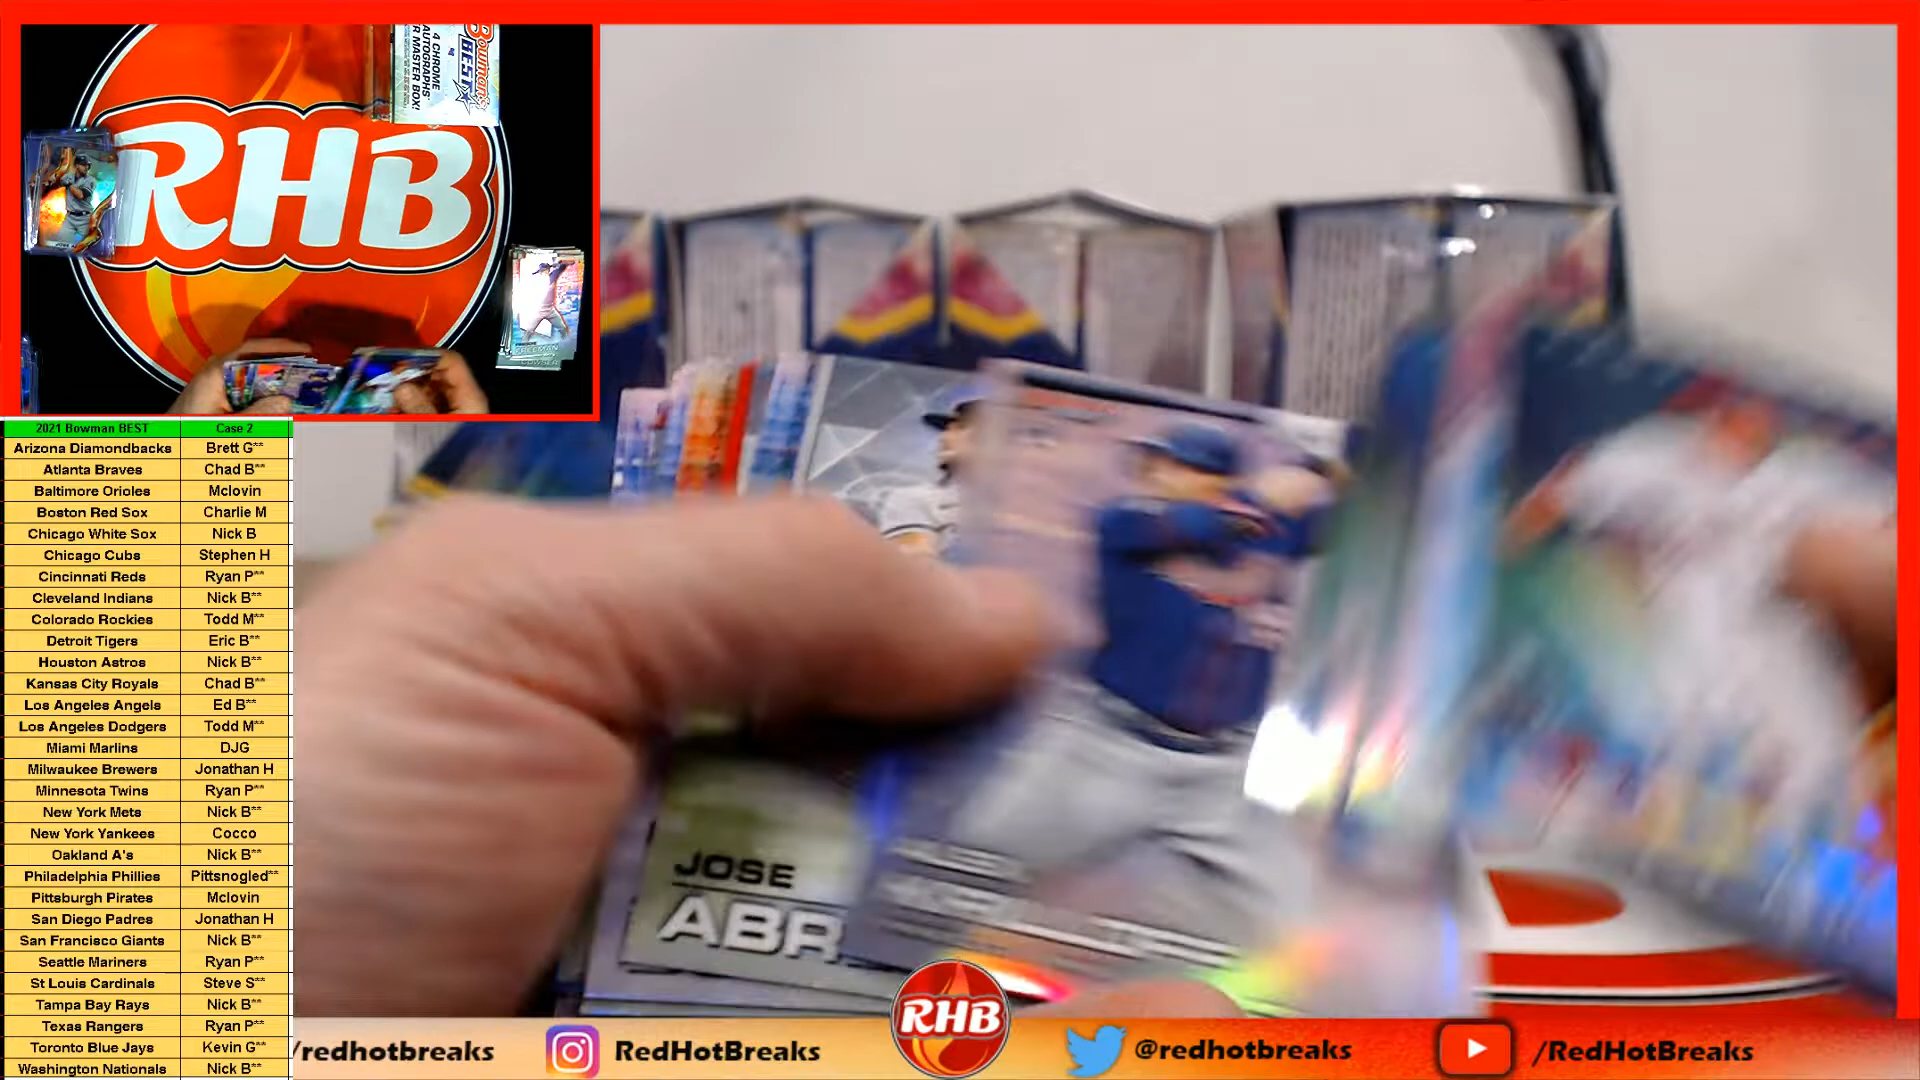 Bowman's
BEST
4 CHROME
AUTOGRAPHS
MASTER BOX!
RHB
FREEMAN
2021 Bowman BEST Case 2
Arizona Diamondbacks Brett G**
Atlanta Braves Chad B**
Baltimore Orioles Mclovin
Boston Red Sox Charlie M
Chicago White Sox Nick B
Chicago Cubs Stephen H
Cincinnati Reds Ryan P**
Cleveland Indians Nick B**
Colorado Rockies Todd M**
Detroit Tigers Eric B**
Houston Astros Nick B**
Kansas City Royals Chad B**
Los Angeles Angels Ed B**
Los Angeles Dodgers Todd M**
Miami Marlins DJG
Milwaukee Brewers Jonathan H
Minnesota Twins Ryan P**
New York Mets Nick B**
New York Yankees Cocco
Oakland A's Nick B**
Philadelphia Phillies Pittsnogled**
Pittsburgh Pirates Mclovin
San Diego Padres Jonathan H
San Francisco Giants Nick B**
Seattle Mariners Ryan P**
St Louis Cardinals Steve S**
Tampa Bay Rays Nick B**
Texas Rangers Ryan P**
Toronto Blue Jays Kevin G**
Washington Nationals Nick B**
JOSE
ABR
RHB
/redhotbreaks
RedHotBreaks
@redhotbreaks
/RedHotBreaks